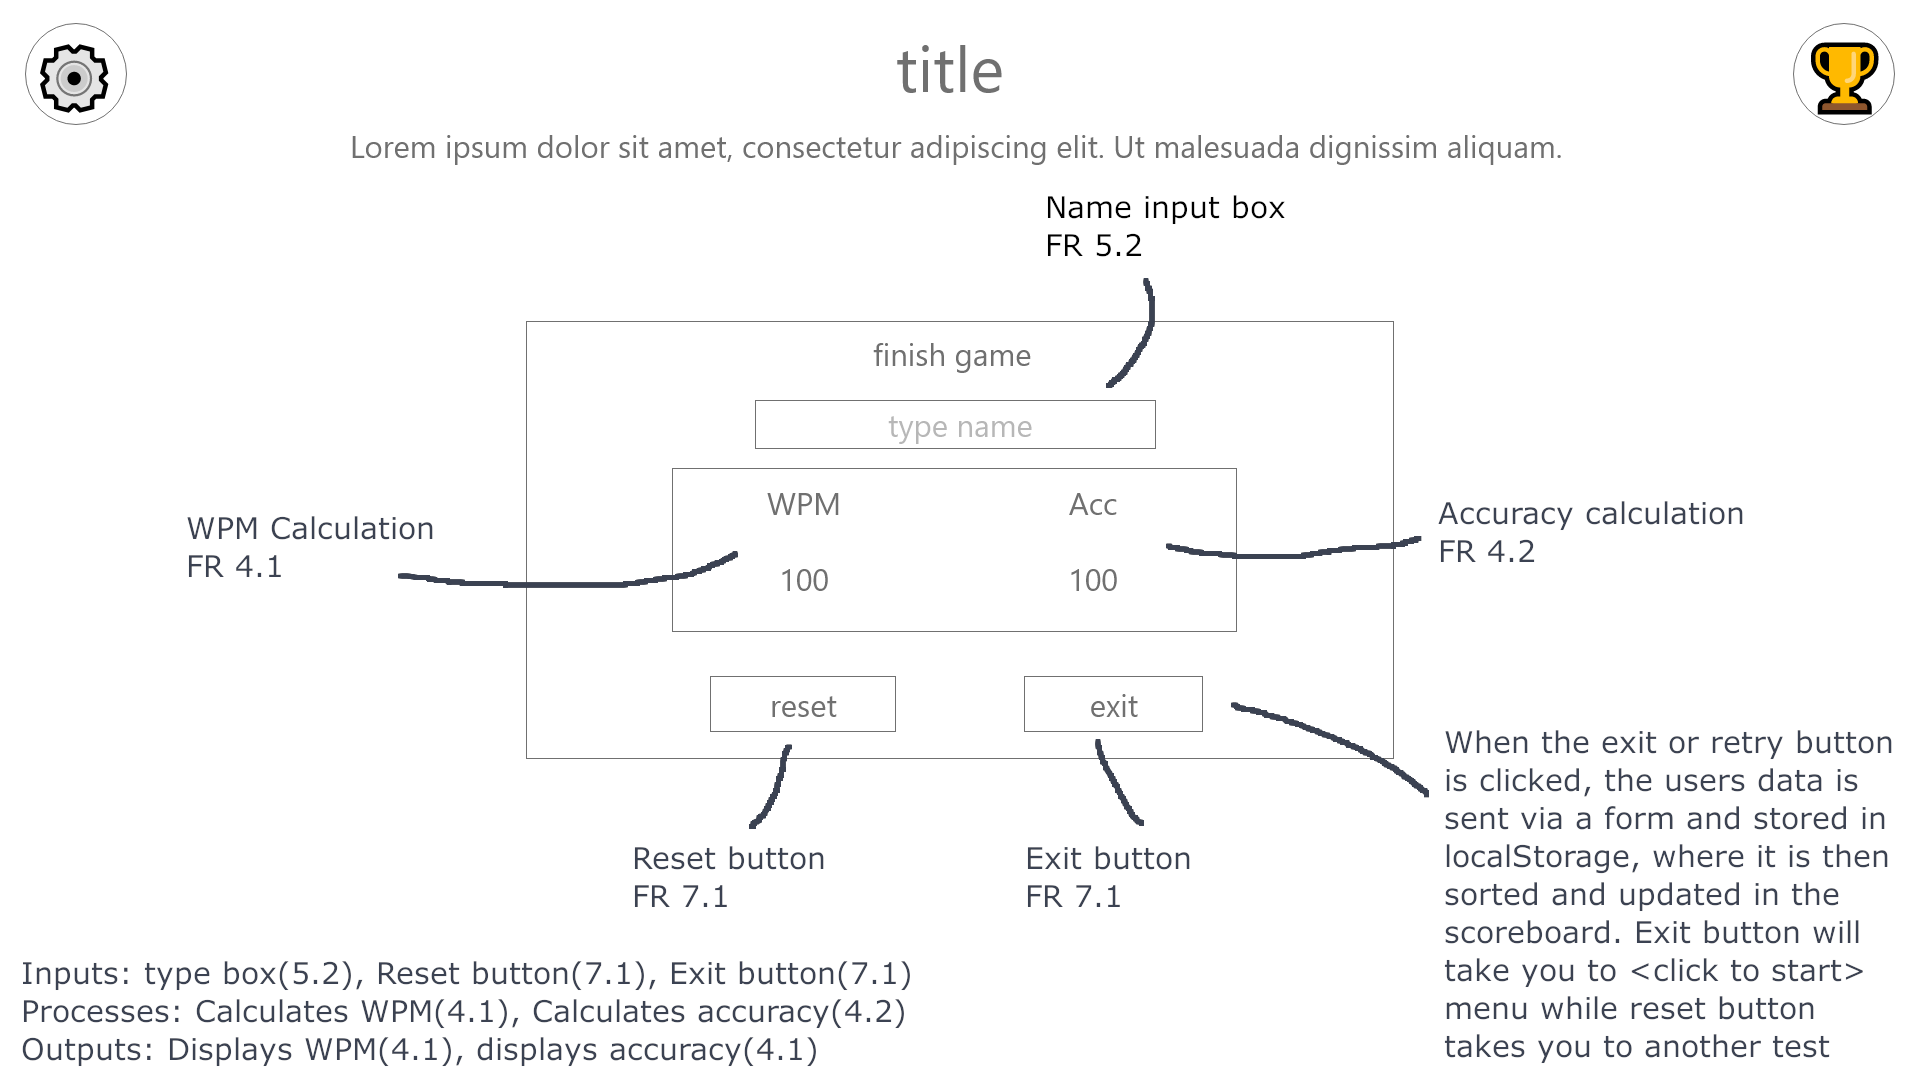 title
Lorem ipsum dolor sit amet, consectetur adipiscing elit. Ut malesuada dignissim aliquam.
Name input box
FR 5.2
finish game
type name
WPM
Acc
100
100
WPM Calculation
FR 4.1
Accuracy calculation
FR 4.2
reset
exit
Reset button
FR 7.1
Exit button
FR 7.1
When the exit or retry button
is clicked, the users data is
sent via a form and stored in
localStorage, where it is then
sorted and updated in the
scoreboard. Exit button will
take you to <click to start>
menu while reset button
takes you to another test
Inputs: type box(5.2), Reset button(7.1), Exit button(7.1)
Processes: Calculates WPM(4.1), Calculates accuracy(4.2)
Outputs: Displays WPM(4.1), displays accuracy(4.1)